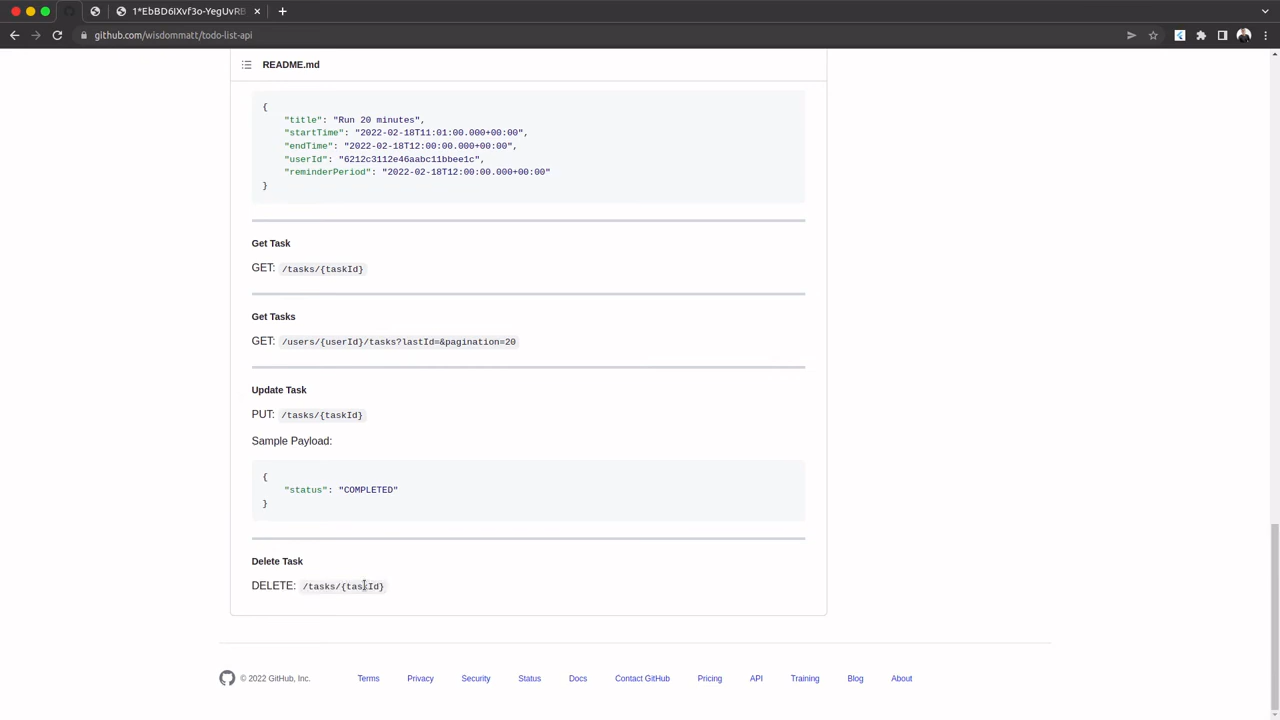 1*EbBD6IXvf3o-YegUvRB
github.com/wisdommatt/todo-list-api
README.md
{
"title": "Run 20 minutes",
"startTime": "2022-02-18T11:01:00.000+00:00",
"endTime": "2022-02-18T12:00:00.000+00:00",
"userId": "6212c3112e46aabc11bbee1c",
"reminderPeriod": "2022-02-18T12:00:00.000+00:00"
}
Get Task
GET: /tasks/{taskId}
Get Tasks
GET: /users/{userId}/tasks?lastId=&pagination=20
Update Task
PUT: /tasks/{taskId}
Sample Payload:
{
"status": "COMPLETED"
}
Delete Task
DELETE: /tasks/{taskId}
© 2022 GitHub, Inc. Terms Privacy Security Status Docs Contact GitHub Pricing API Training Blog About